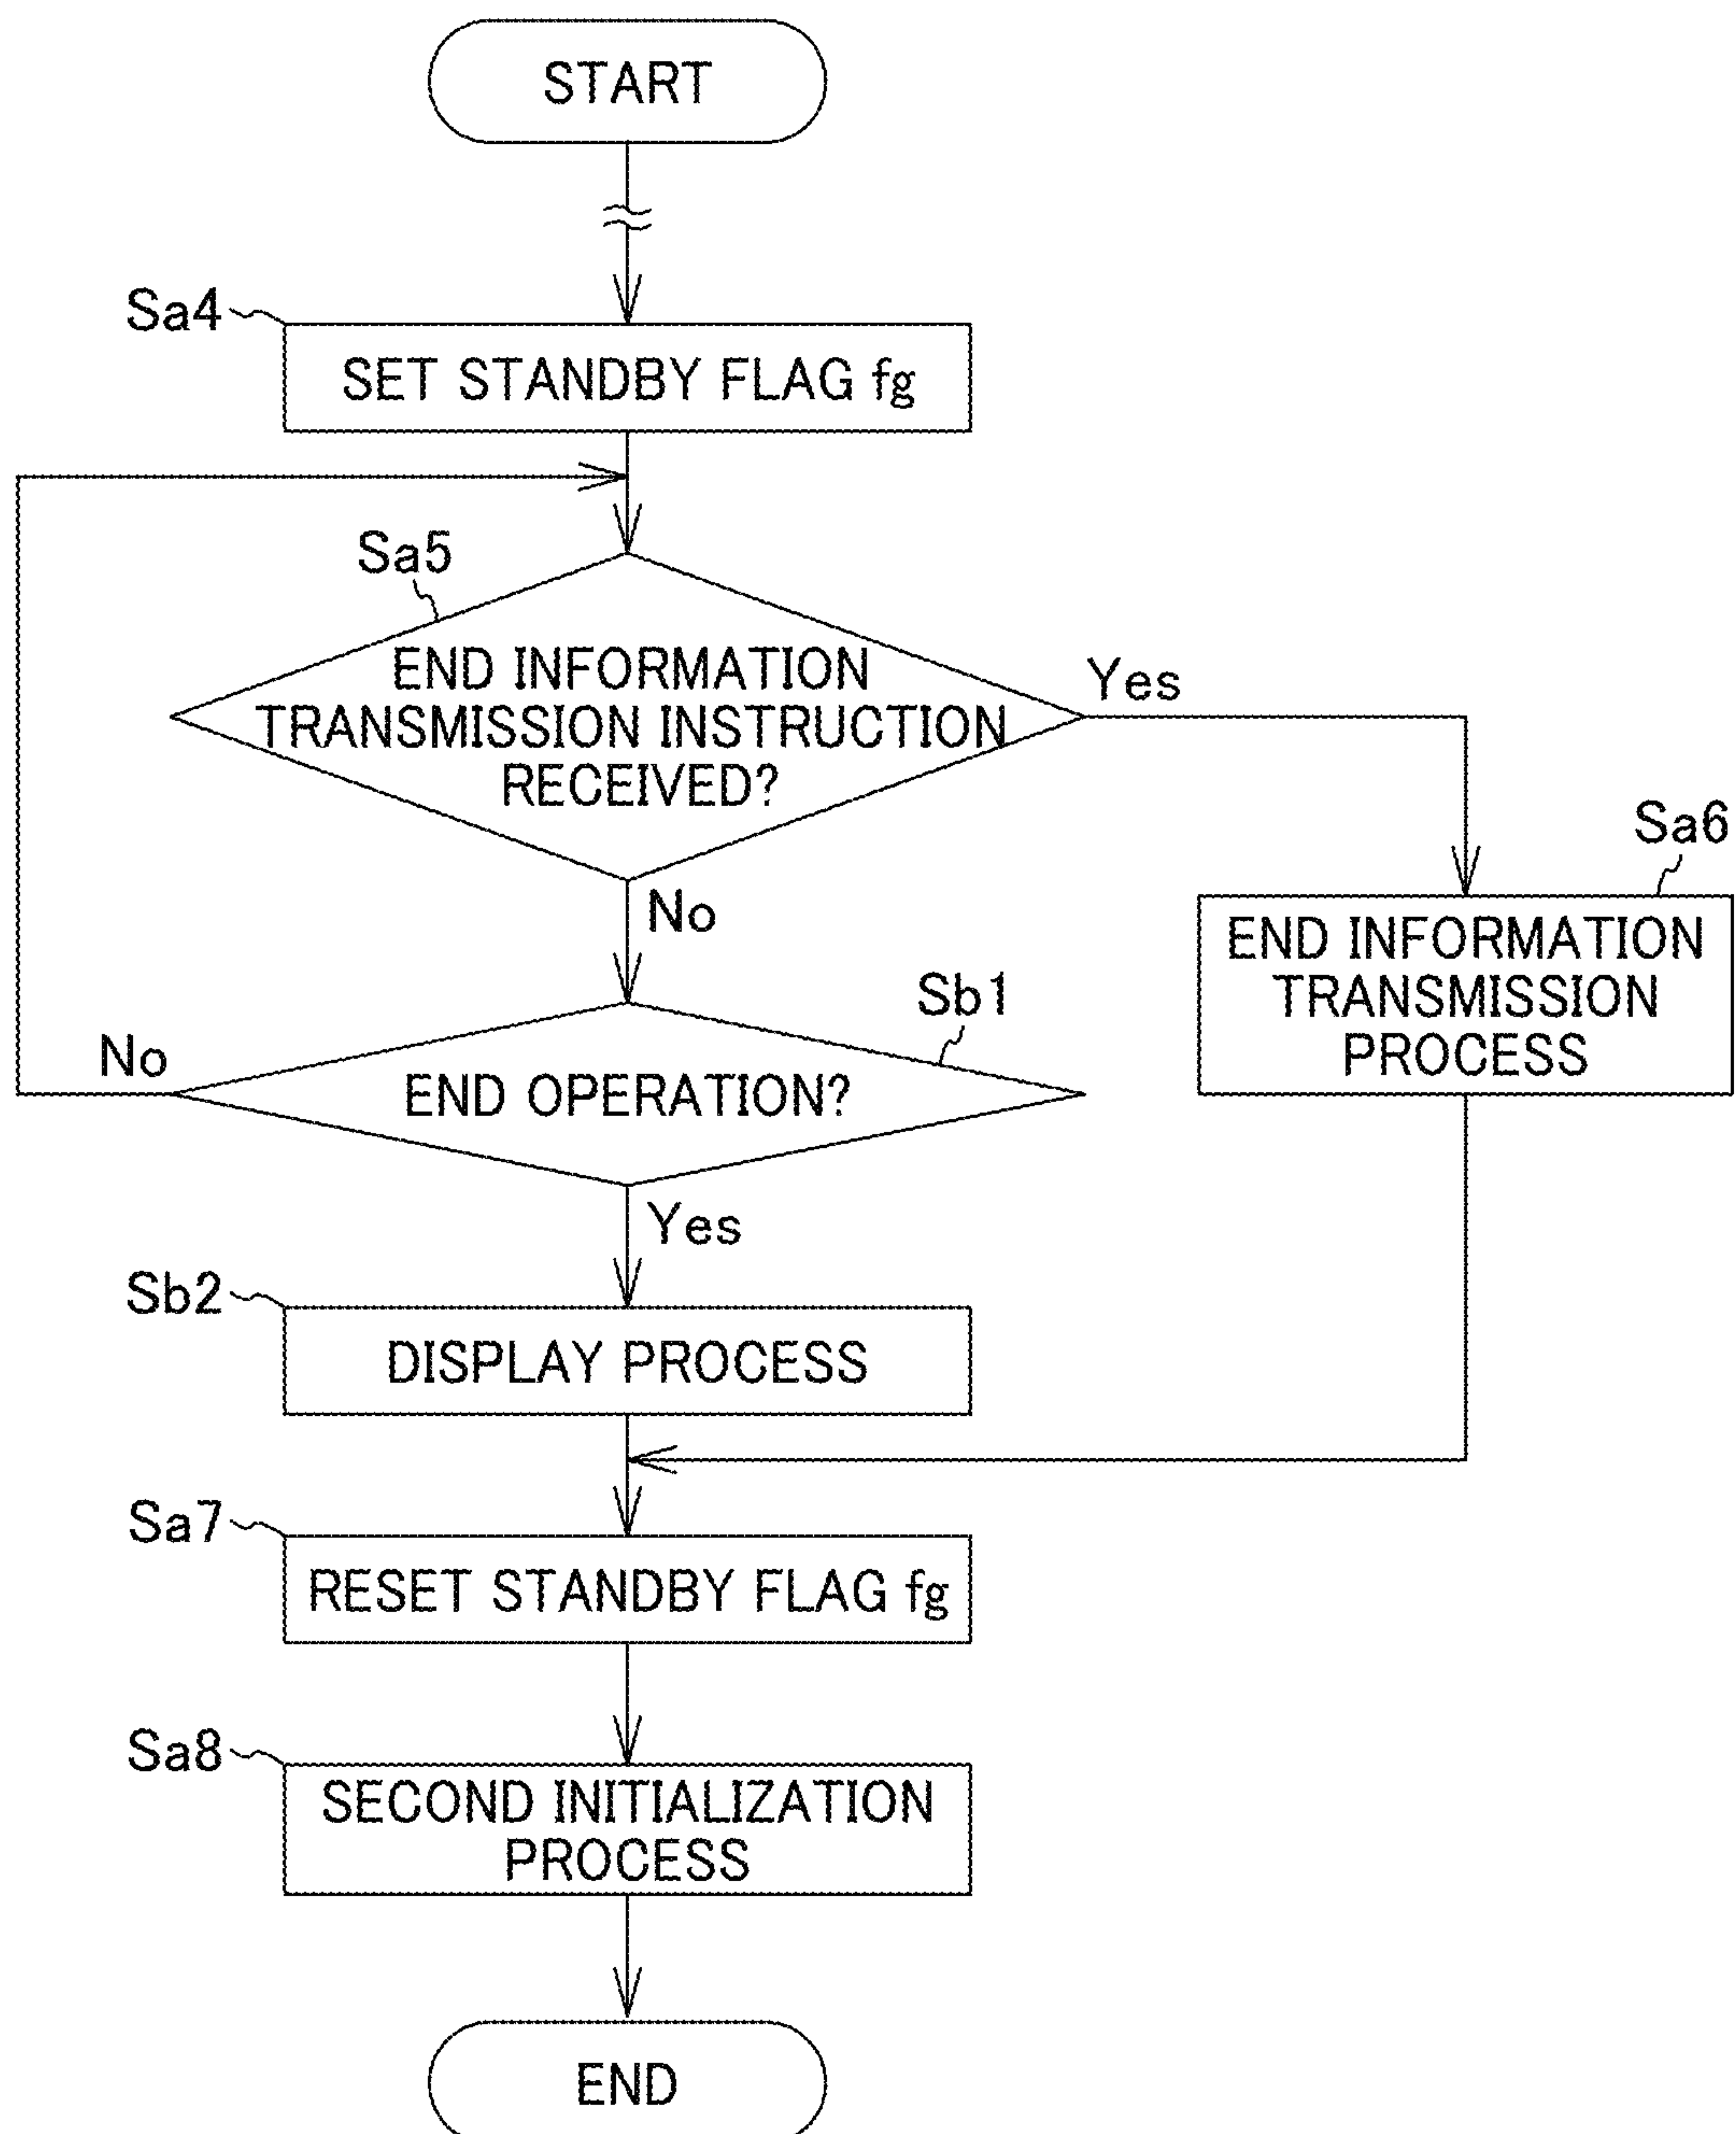 START
Sa4
SET STANDBY FLAG fg
Sa5
END INFORMATION
TRANSMISSION INSTRUCTION
RECEIVED?
Yes
No
Sa6
END INFORMATION
TRANSMISSION
PROCESS
Sb1
END OPERATION?
No
Yes
Sb2
DISPLAY PROCESS
Sa7
RESET STANDBY FLAG fg
Sa8
SECOND INITIALIZATION
PROCESS
END